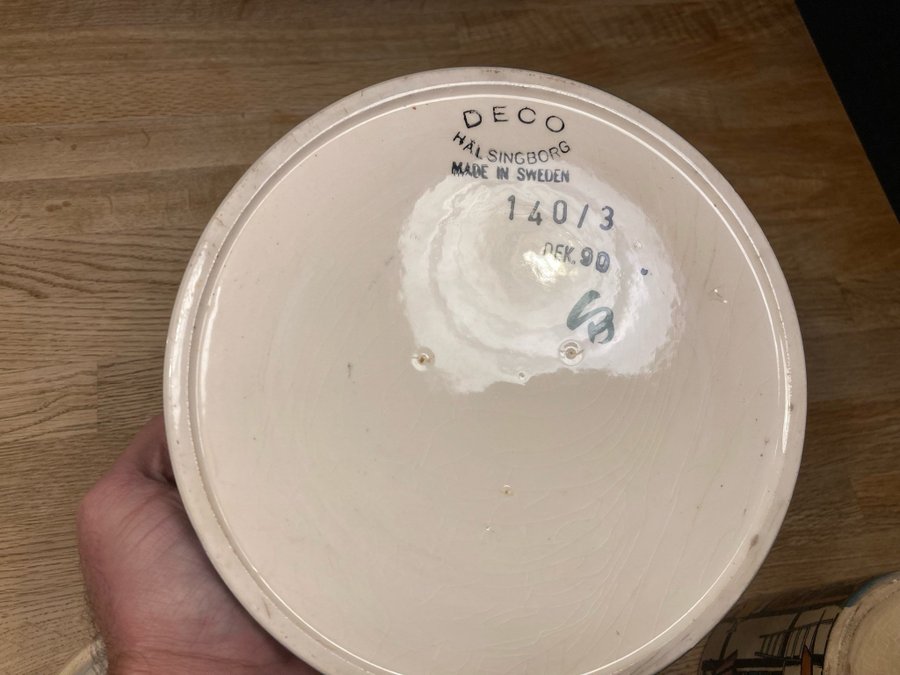 DECO
HÄLSINGBORG
MADE IN SWEDEN
140/3
DEK.90